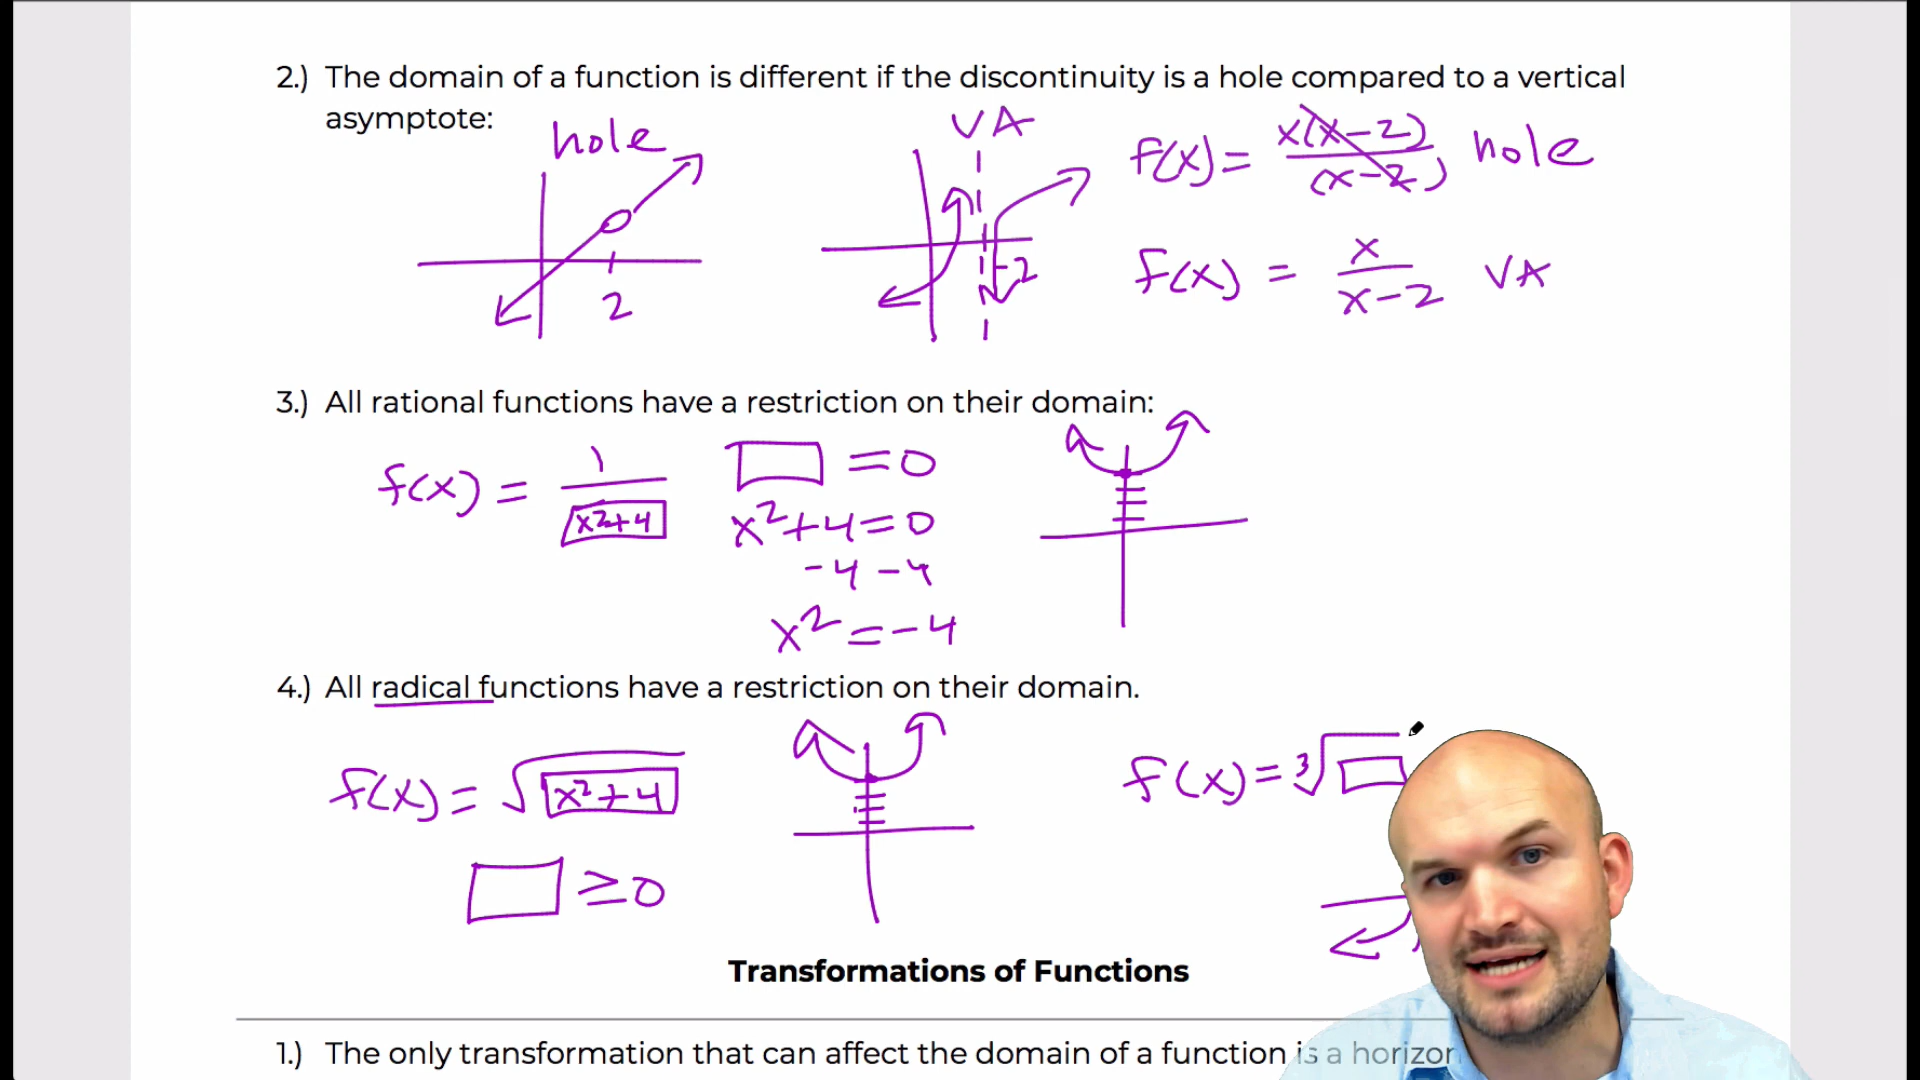 2.) The domain of a function is different if the discontinuity is a hole compared to a vertical
asymptote:
hole
VA
f(x) = x(x-2)/(x-2) hole
2
-2
f(x) = x/x-2 VA
3.) All rational functions have a restriction on their domain:
f(x) = 1/x²+4
□ = 0
x²+4=0
-4 -4
x² = -4
4.) All radical functions have a restriction on their domain.
f(x) = √x²+4
f(x) = ³√□
□ ≥ 0
Transformations of Functions
1.) The only transformation that can affect the domain of a function is a horizon